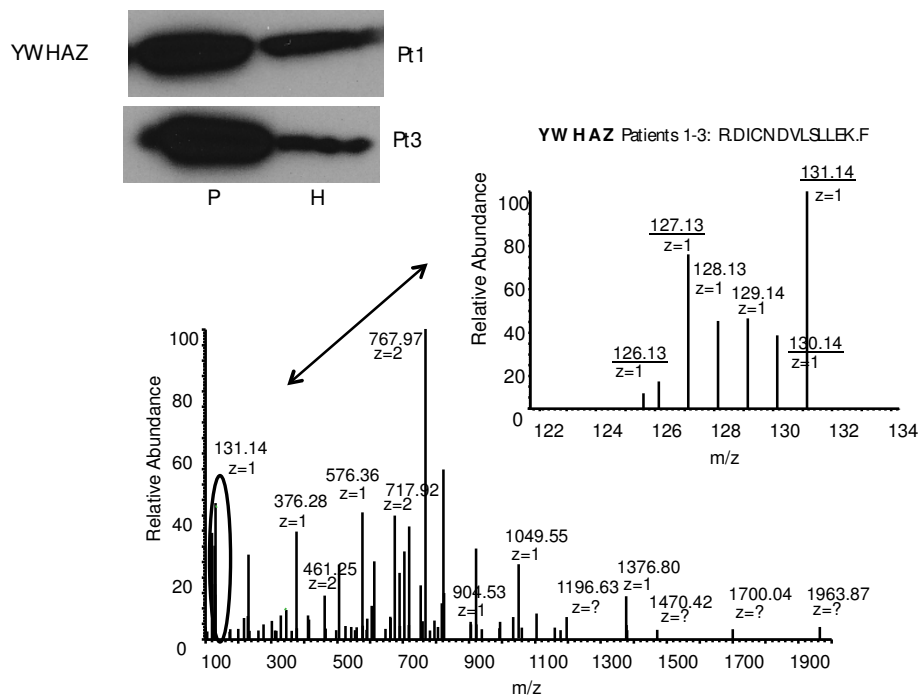 YWHAZ
Pt1
Pt3
P H
YWHAZ Patients 1-3: R.DICNDVLSLLEK.F
Relative Abundance
100
80
60
40
20
0
126.13
z=1
127.13
z=1
128.13
z=1
129.14
z=1
130.14
z=1
131.14
z=1
122 124 126 128 130 132 134
m/z
Relative Abundance
100
80
60
40
20
0
131.14
z=1
376.28
z=1
461.25
z=2
576.36
z=1
717.92
z=2
767.97
z=2
904.53
z=1
1049.55
z=1
1196.63
z=?
1376.80
z=1
1470.42
z=?
1700.04
z=?
1963.87
z=?
100 300 500 700 900 1100 1300 1500 1700 1900
m/z